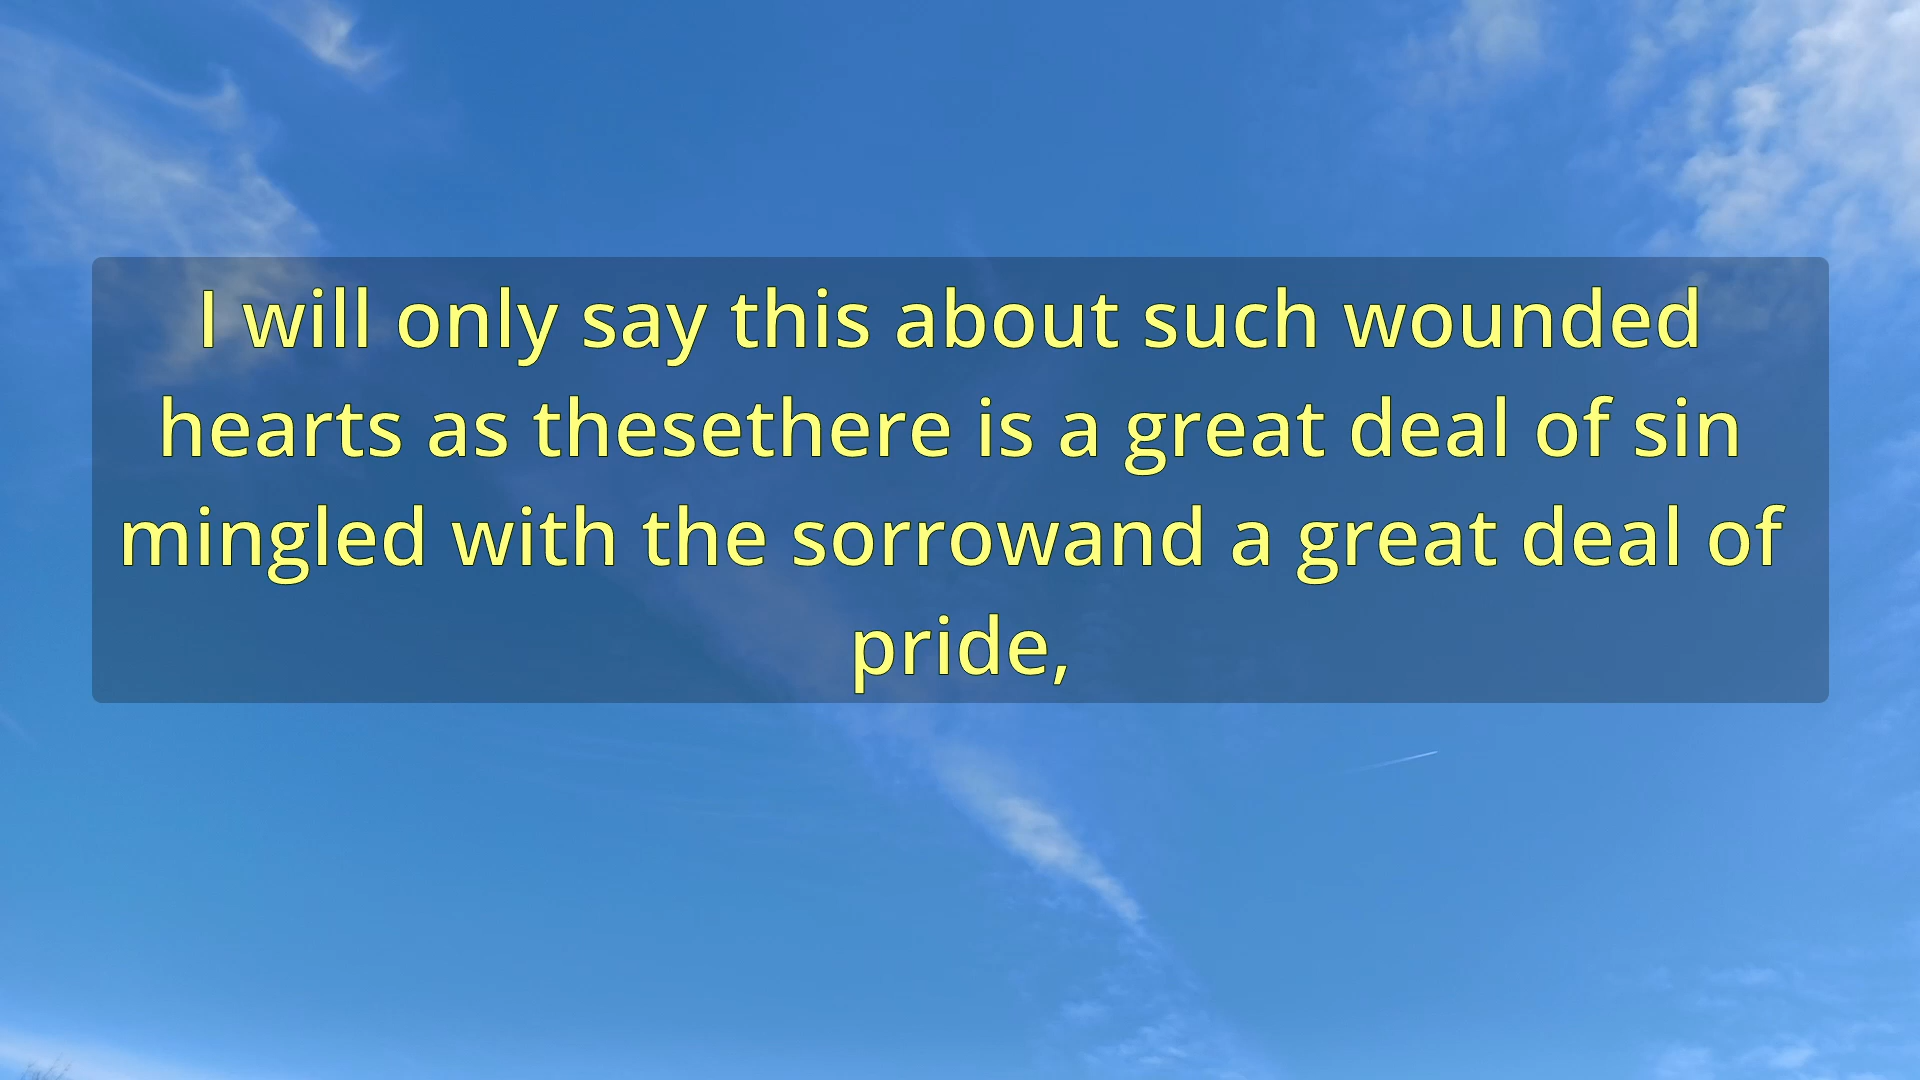 I will only say this about such wounded
hearts as thesethere is a great deal of sin
mingled with the sorrowand a great deal of
pride,